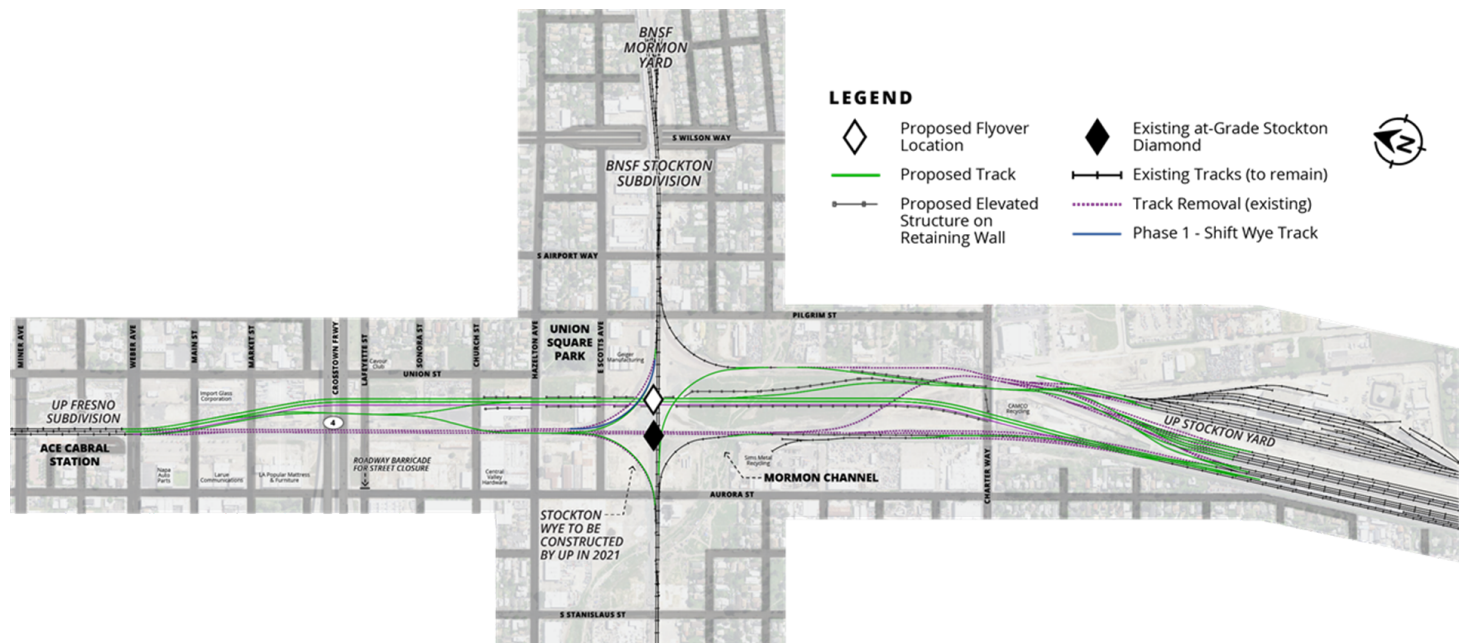 BNSF
MORMON
YARD
S WILSON WAY
BNSF STOCKTON
SUBDIVISION
S AIRPORT WAY
LEGEND
Proposed Flyover
Location
Proposed Track
Proposed Elevated
Structure on
Retaining Wall
Existing at-Grade Stockton
Diamond
Existing Tracks (to remain)
Track Removal (existing)
Phase 1 - Shift Wye Track
N
PILGRIM ST
MINER AVE
WEBER AVE
MAIN ST
MARKET ST
CROSSTOWN FRWY
LAFEYETTE ST
SONORA ST
CHURCH ST
HAZELTON AVE
E SCOTTS AVE
UNION
SQUARE
PARK
Geiger
Manufacturing
Cavour
Club
UNION ST
Import Glass
Corporation
UP FRESNO
SUBDIVISION
4
ACE CABRAL
STATION
Napa
Auto
Parts
Larue
Communications
LA Popular Mattress
& Furniture
ROADWAY BARRICADE
FOR STREET CLOSURE
Central
Valley
Hardware
CAMCO
Recycling
UP STOCKTON YARD
Sims Metal
Recycling
MORMON CHANNEL
CHARTER WAY
AURORA ST
STOCKTON
WYE TO BE
CONSTRUCTED
BY UP IN 2021
S STANISLAUS ST